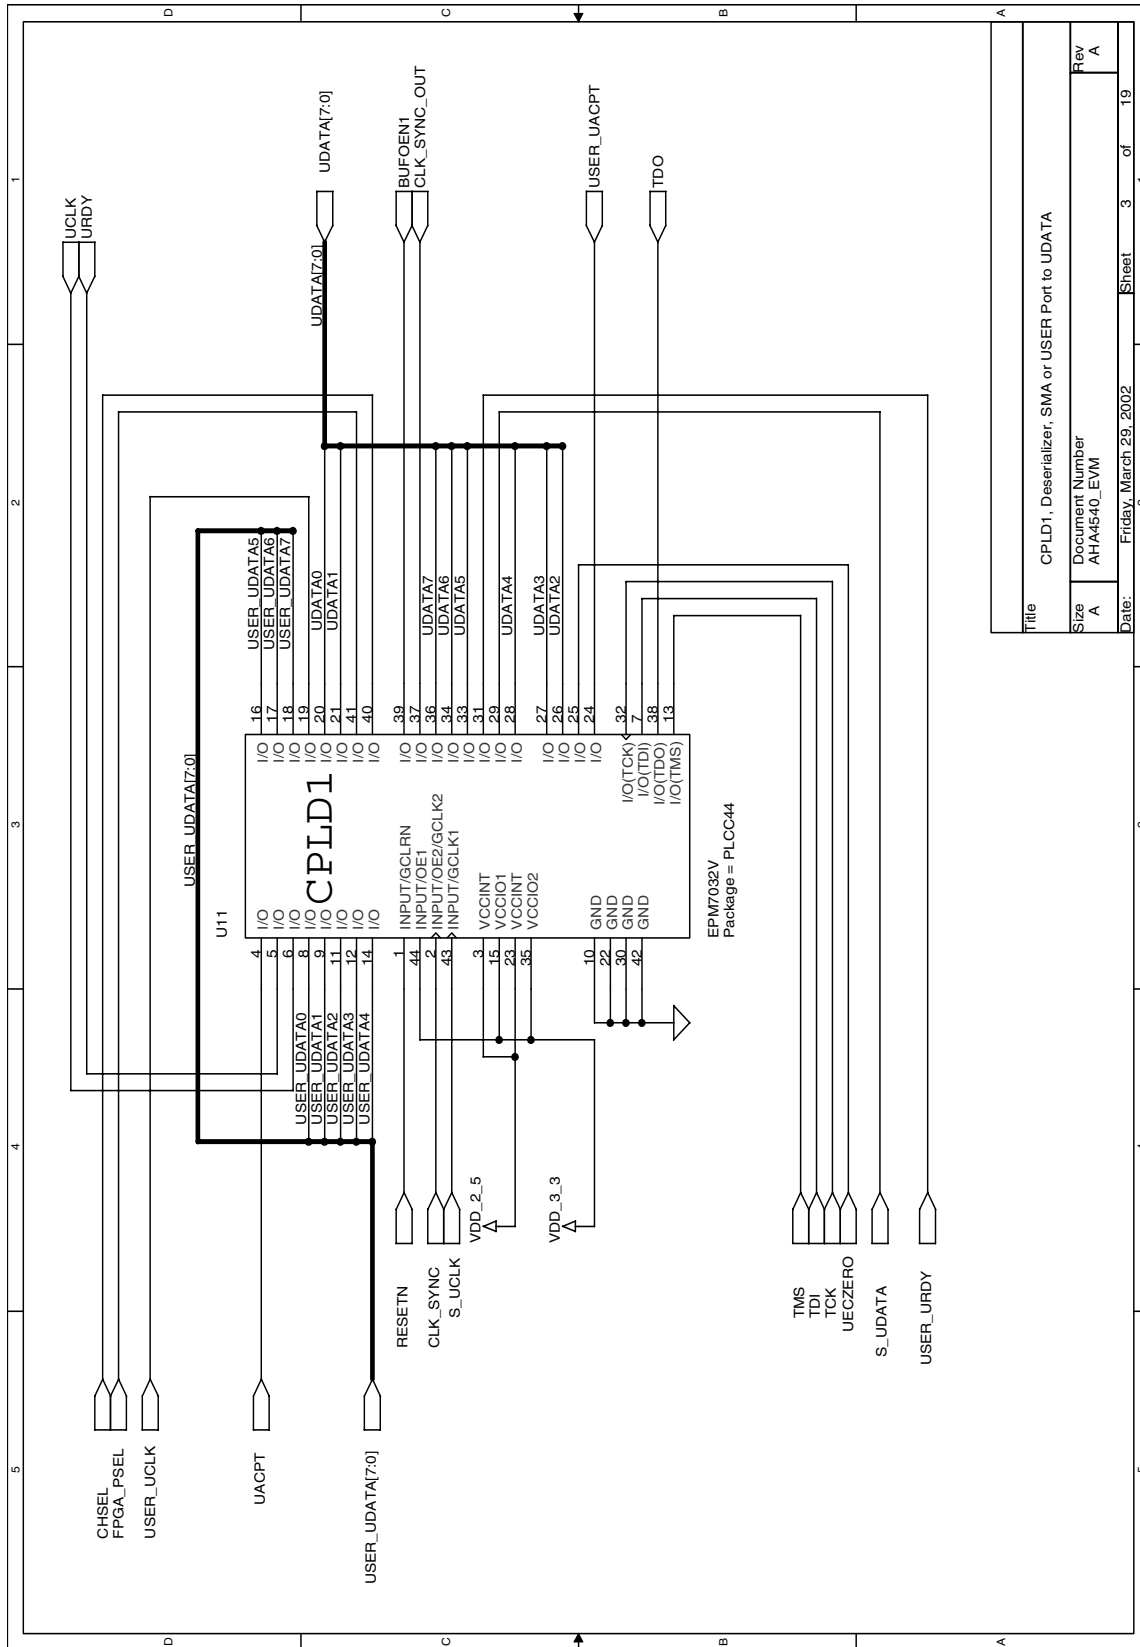 5
4
3
2
1
D
C
B
A
CHSEL
FPGA_PSEL
USER_UCLK
UACPT
USER_UDATA[7:0]
RESETN
CLK_SYNC
S_UCLK
VDD_2_5
VDD_3_3
TMS
TDI
TCK
UECZERO
S_UDATA
USER_URDY
USER_UDATA0
USER_UDATA1
USER_UDATA2
USER_UDATA3
USER_UDATA4
USER_UDATA[7:0]
U11
4 I/O
5 I/O
6 I/O
8 I/O
9 I/O
11 I/O
12 I/O
14 I/O
1 INPUT/GCLRN
44 INPUT/OE1
2 INPUT/OE2/GCLK2
43 INPUT/GCLK1
3 VCCINT
15 VCCIO1
23 VCCINT
35 VCCIO2
10 GND
22 GND
30 GND
42 GND
CPLD1
EPM7032V
Package = PLCC44
I/O 16 USER_UDATA5
I/O 17 USER_UDATA6
I/O 18 USER_UDATA7
I/O 19
I/O 20 UDATA0
I/O 21 UDATA1
I/O 41
I/O 40
I/O 39
I/O 37
I/O 36 UDATA7
I/O 34 UDATA6
I/O 33 UDATA5
I/O 31
I/O 29
I/O 28 UDATA4
I/O 27 UDATA3
I/O 26 UDATA2
I/O 25
I/O 24
I/O(TCK) 32
I/O(TDI) 7
I/O(TDO) 38
I/O(TMS) 13
UCLK
URDY
UDATA[7:0]
UDATA[7:0]
BUFOEN1
CLK_SYNC_OUT
USER_UACPT
TDO
Title
CPLD1, Deserializer, SMA or USER Port to UDATA
Size Document Number Rev
A AHA4540_EVM A
Date: Friday, March 29, 2002 Sheet 3 of 19
D
C
B
A